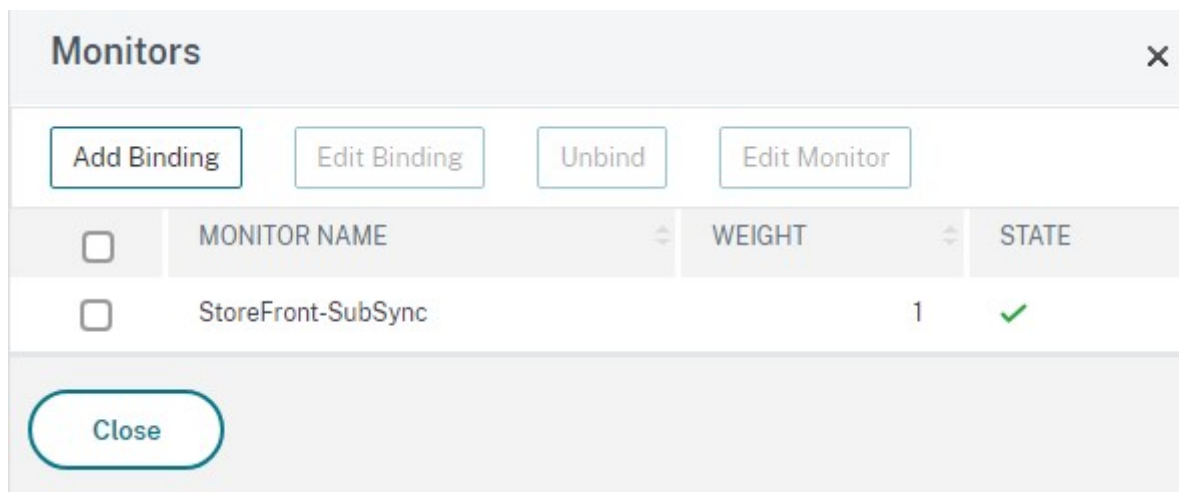 Monitors
Add Binding Edit Binding Unbind Edit Monitor
MONITOR NAME WEIGHT STATE
StoreFront-SubSync 1
Close